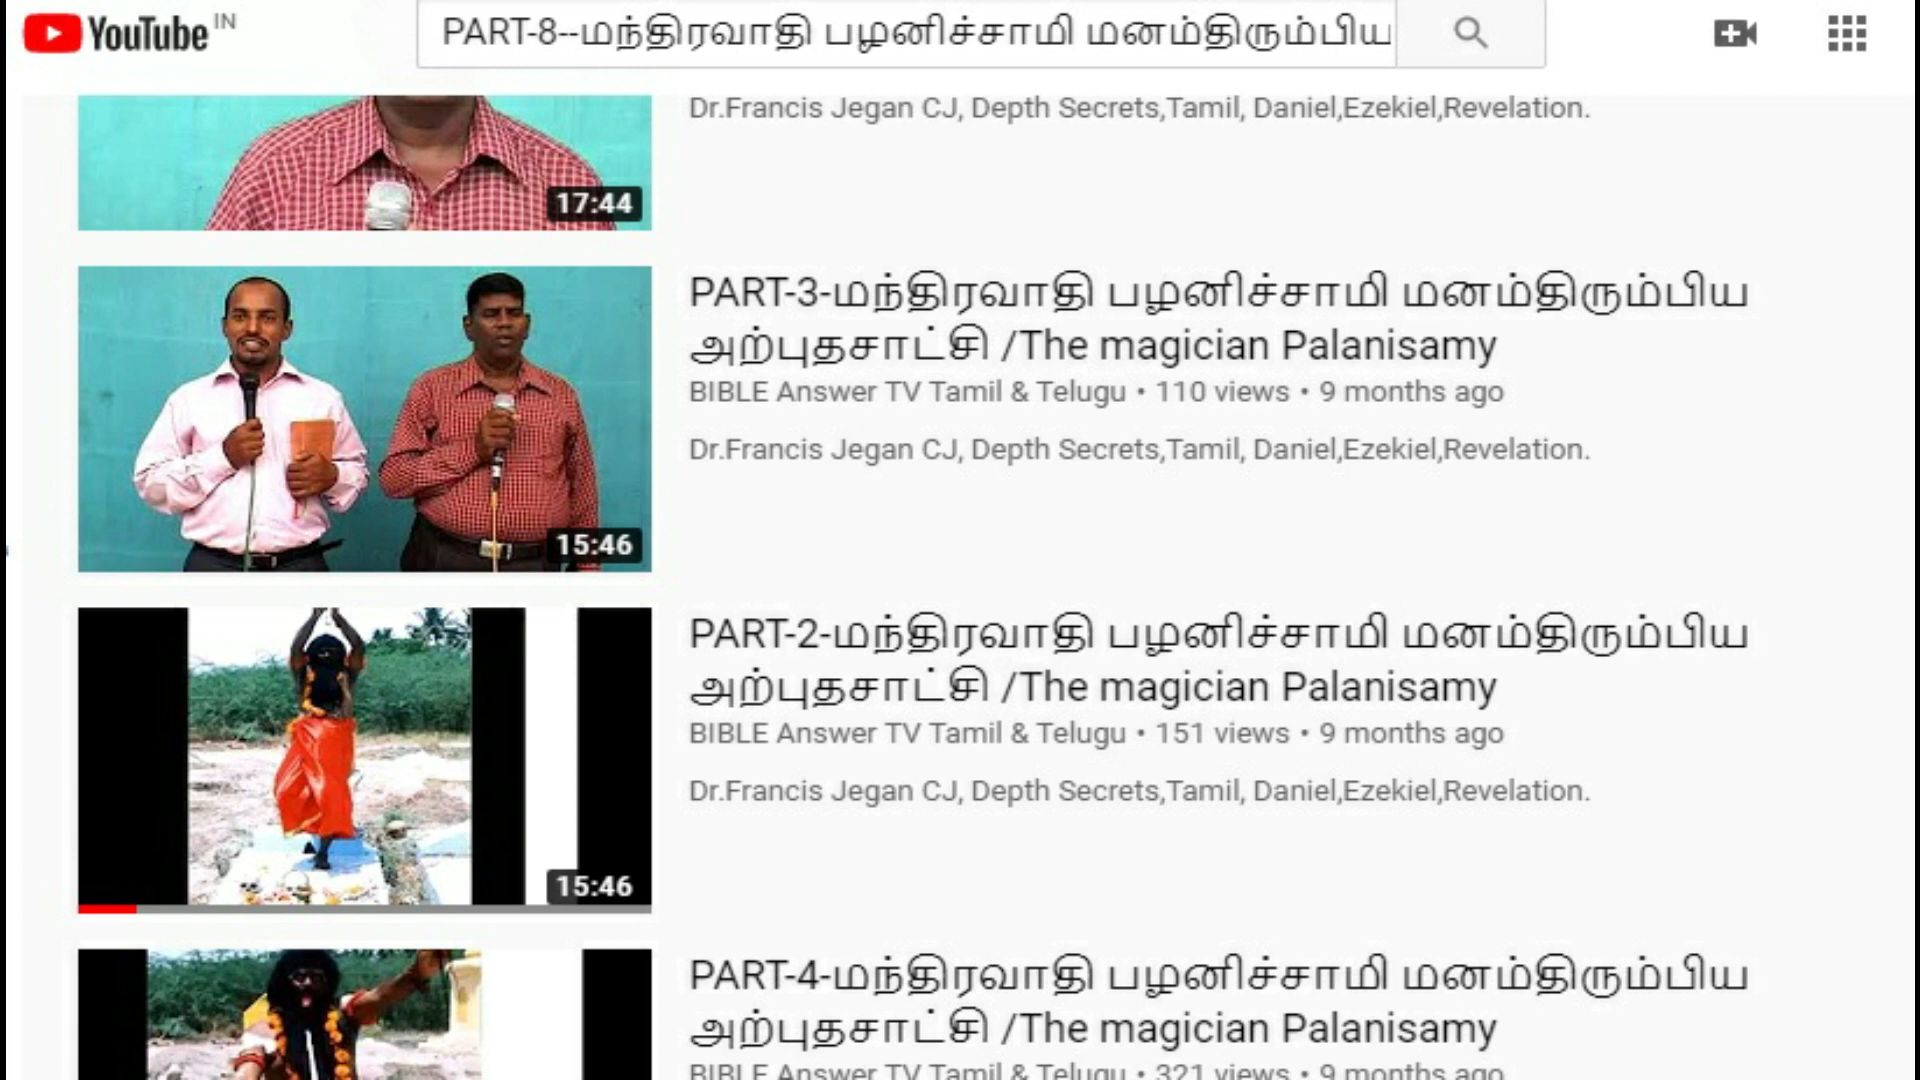 YouTube IN
PART-8--மந்திரவாதி பழனிச்சாமி மனம்திரும்பிய
Dr.Francis Jegan CJ, Depth Secrets,Tamil, Daniel,Ezekiel,Revelation.
17:44
PART-3-மந்திரவாதி பழனிச்சாமி மனம்திரும்பிய
அற்புதசாட்சி /The magician Palanisamy
BIBLE Answer TV Tamil & Telugu • 110 views • 9 months ago
Dr.Francis Jegan CJ, Depth Secrets,Tamil, Daniel,Ezekiel,Revelation.
15:46
PART-2-மந்திரவாதி பழனிச்சாமி மனம்திரும்பிய
அற்புதசாட்சி /The magician Palanisamy
BIBLE Answer TV Tamil & Telugu • 151 views • 9 months ago
Dr.Francis Jegan CJ, Depth Secrets,Tamil, Daniel,Ezekiel,Revelation.
15:46
PART-4-மந்திரவாதி பழனிச்சாமி மனம்திரும்பிய
அற்புதசாட்சி /The magician Palanisamy
BIBLE Answer TV Tamil & Telugu • 321 views • 9 months ago